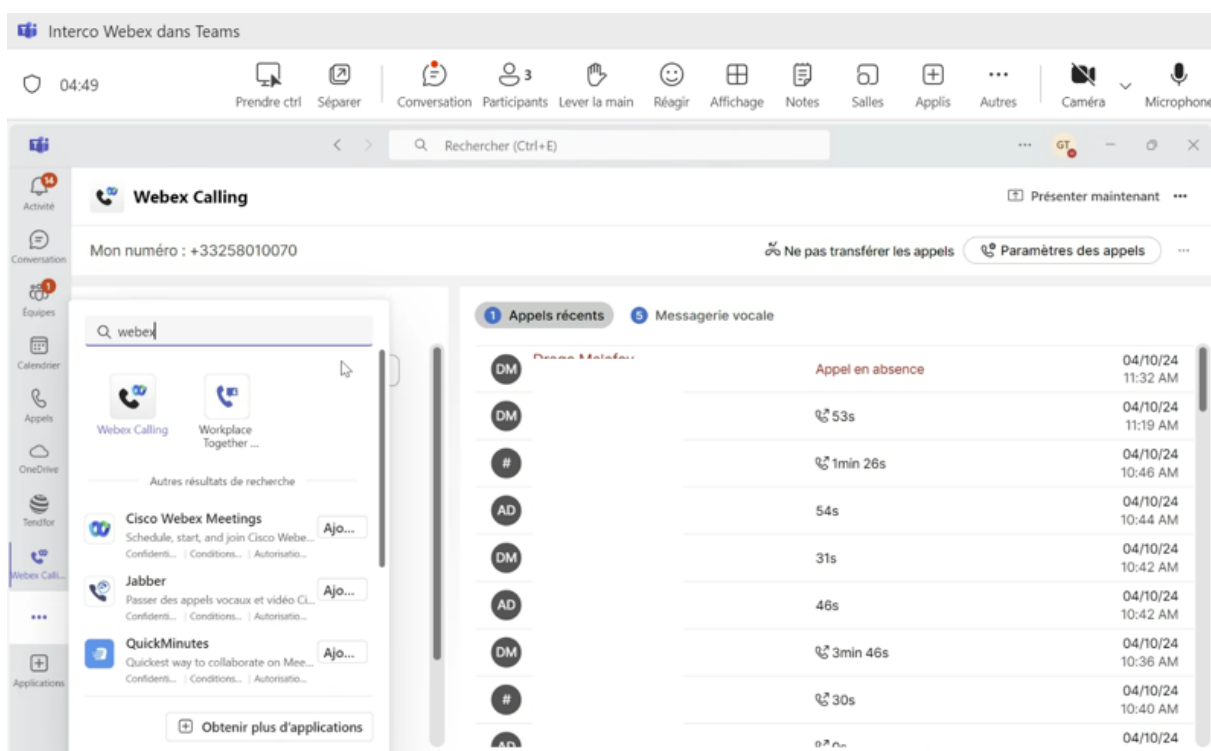 Interco Webex dans Teams
04:49
Prendre ctrl Séparer Conversation 3 Participants Lever la main Réagir Affichage Notes Salles Applis Autres Caméra Microphone
Rechercher (Ctrl+E) GT
14
Activité
Webex Calling
Présenter maintenant
Conversation
Mon numéro : +33258010070
Ne pas transférer les appels
Paramètres des appels
1
Équipes
Calendrier
Appels
OneDrive
Tendfor
Webex Calli...
Applications
webex
Webex Calling
Workplace
Together ...
Autres résultats de recherche
Cisco Webex Meetings
Schedule, start, and join Cisco Webe...
Confidenti... | Conditions... | Autorisatio...
Ajo...
Jabber
Passer des appels vocaux et vidéo Ci...
Confidenti... | Conditions... | Autorisatio...
Ajo...
QuickMinutes
Quickest way to collaborate on Mee...
Confidenti... | Conditions... | Autorisatio...
Ajo...
Obtenir plus d'applications
1 Appels récents 5 Messagerie vocale
DM Appel en absence 04/10/24
11:32 AM
DM 53s 04/10/24
11:19 AM
# 1min 26s 04/10/24
10:46 AM
AD 54s 04/10/24
10:44 AM
DM 31s 04/10/24
10:42 AM
AD 46s 04/10/24
10:42 AM
DM 3min 46s 04/10/24
10:36 AM
# 30s 04/10/24
10:40 AM
AD 04/10/24